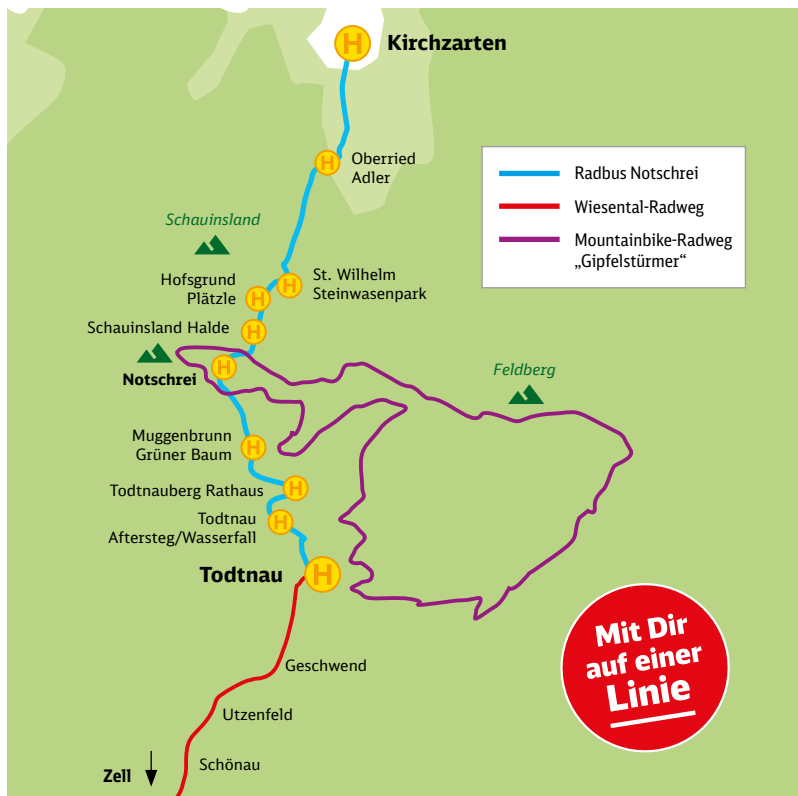 H
Kirchzarten
H
Oberried
Adler
Radbus Notschrei
Wiesental-Radweg
Mountainbike-Radweg
„Gipfelstürmer“
Schauinsland
Hofsgrund
Plätzle
H
H
St. Wilhelm
Steinwasenpark
Schauinsland Halde
H
Notschrei
H
Feldberg
Muggenbrunn
Grüner Baum
H
Todtnauberg Rathaus
H
Todtnau
Aftersteg/Wasserfall
H
Todtnau
H
Mit Dir
auf einer
Linie
Geschwend
Utzenfeld
Schönau
Zell